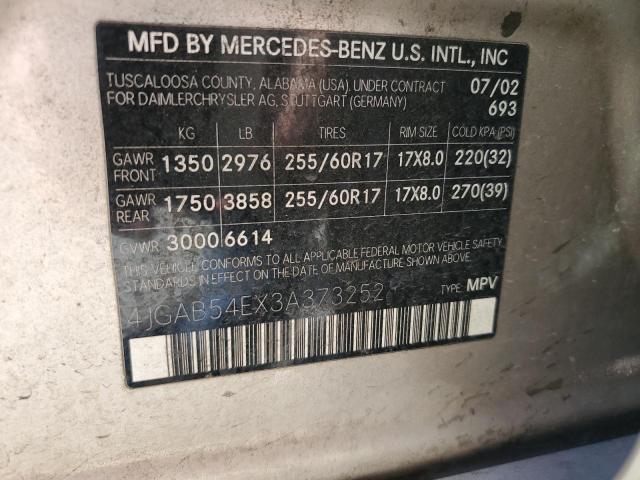 MFD BY MERCEDES-BENZ U.S. INTL., INC
TUSCALOOSA COUNTY, ALABAMA (USA). UNDER CONTRACT 07/02
FOR DAIMLERCHRYSLER AG, STUTTGART (GERMANY) 693
KG LB TIRES RIM SIZE COLD KPA (PSI)
GAWR FRONT 1350 2976 255/60R17 17X8.0 220(32)
GAWR REAR 1750 3858 255/60R17 17X8.0 270(39)
GVWR 3000 6614
THIS VEHICLE CONFORMS TO ALL APPLICABLE FEDERAL MOTOR VEHICLE SAFETY
STANDARDS IN EFFECT ON THE DATE OF MANUFACTURE SHOWN ABOVE.
4JGAB54EX3A373252 TYPE: MPV